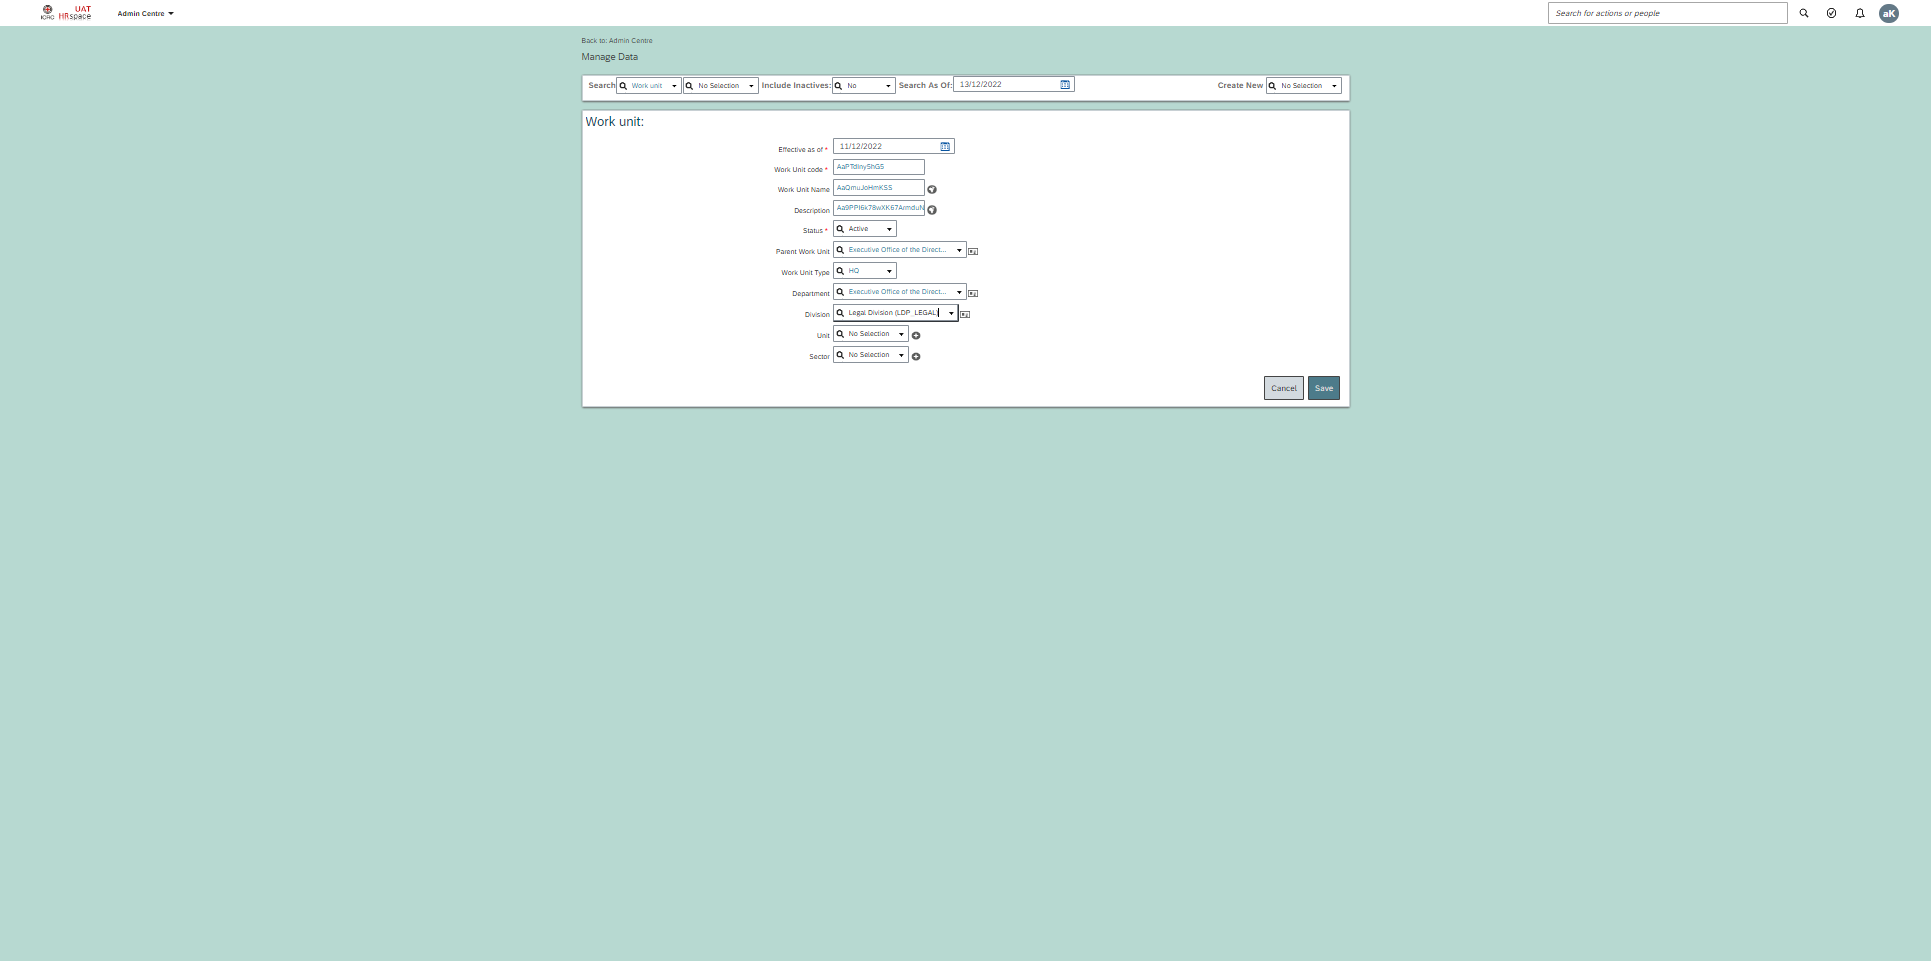 UAT
ICRC HRspace
Admin Centre
Search for actions or people
aK
Back to: Admin Centre
Manage Data
Search Work unit No Selection Include Inactives: No Search As Of: 13/12/2022 Create New No Selection
Work unit:
Effective as of * 11/12/2022
Work Unit code *
Work Unit Name AaQmuJoHmKSS
Description
Status * Active
Parent Work Unit Executive Office of the Direct...
Work Unit Type HQ
Department Executive Office of the Direct...
Division Legal Division (LDP_LEGAL)
Unit No Selection
Sector No Selection
Cancel Save